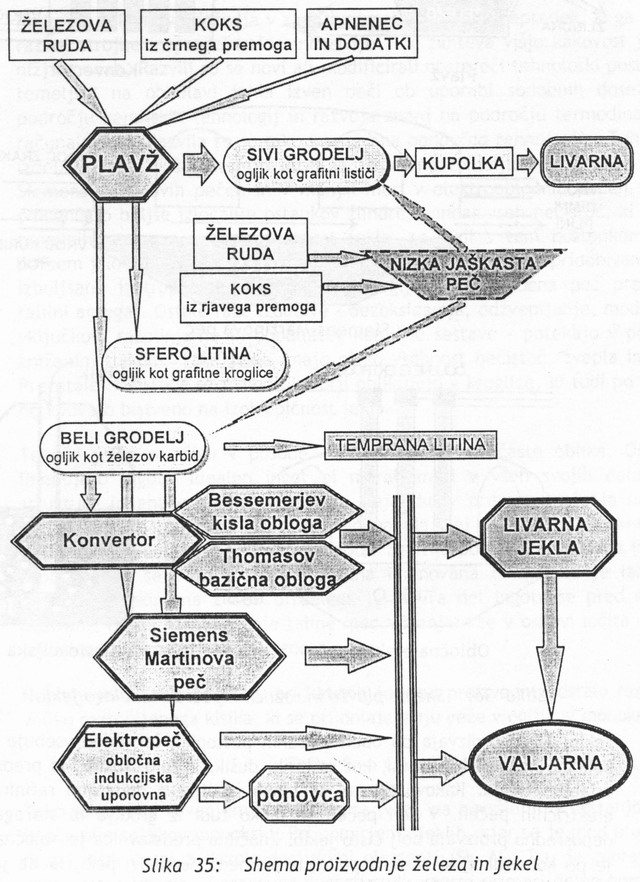 ŽELEZOVA
RUDA
KOKS
iz črnega premoga
APNENEC
IN DODATKI
PLAVŽ
SIVI GRODELJ
ogljik kot grafitni lističi
KUPOLKA
LIVARNA
ŽELEZOVA
RUDA
NIZKA JAŠKASTA
PEČ
KOKS
iz rjavega premoga
SFERO LITINA
ogljik kot grafitne kroglice
BELI GRODELJ
ogljik kot železov karbid
TEMPRANA LITINA
Bessemerjev
kisla obloga
Konvertor
Thomasov
bazična obloga
LIVARNA
JEKLA
Siemens
Martinova
peč
Elektropeč
obločna
indukcijska
uporovna
ponovca
VALJARNA
Slika 35: Shema proizvodnje železa in jekel